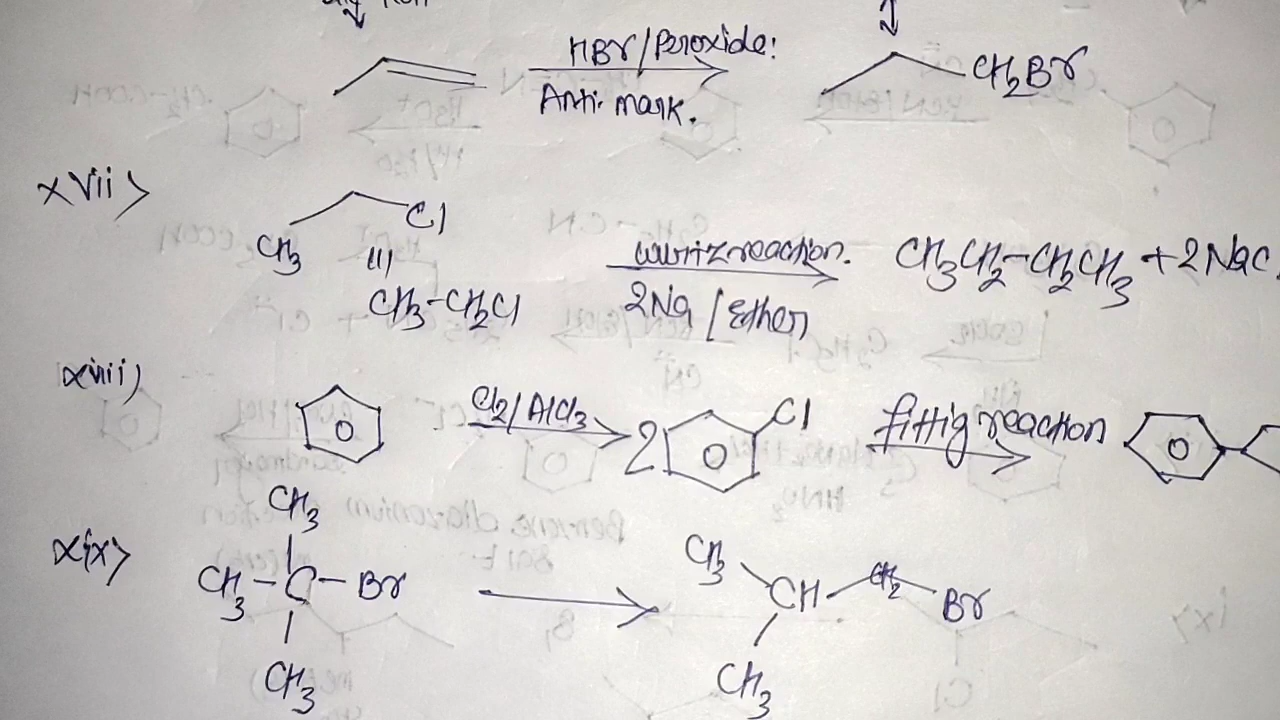 HBr/Peroxide:
Anti mark.
CH2Br
xvii>
Cl
CH3
CH3-CH2Cl
wurtz reaction.
2Na/Ether
CH3CH2-CH2CH3 + 2NaC
xviii)
Cl2/AlCl3
2
Cl
fittig reaction
xix>
CH3
CH3-C-Br
CH3
CH3
CH-CH2-Br
CH3